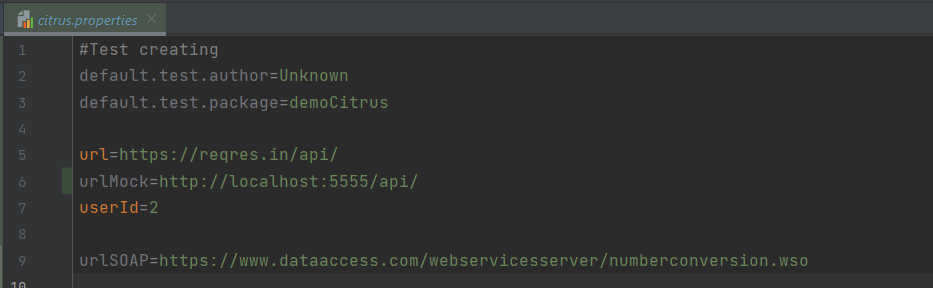 citrus.properties
1 #Test creating
2 default.test.author=Unknown
3 default.test.package=demoCitrus
4
5 url=https://reqres.in/api/
6 urlMock=http://localhost:5555/api/
7 userId=2
8
9 urlSOAP=https://www.dataaccess.com/webservicesserver/numberconversion.wso
10